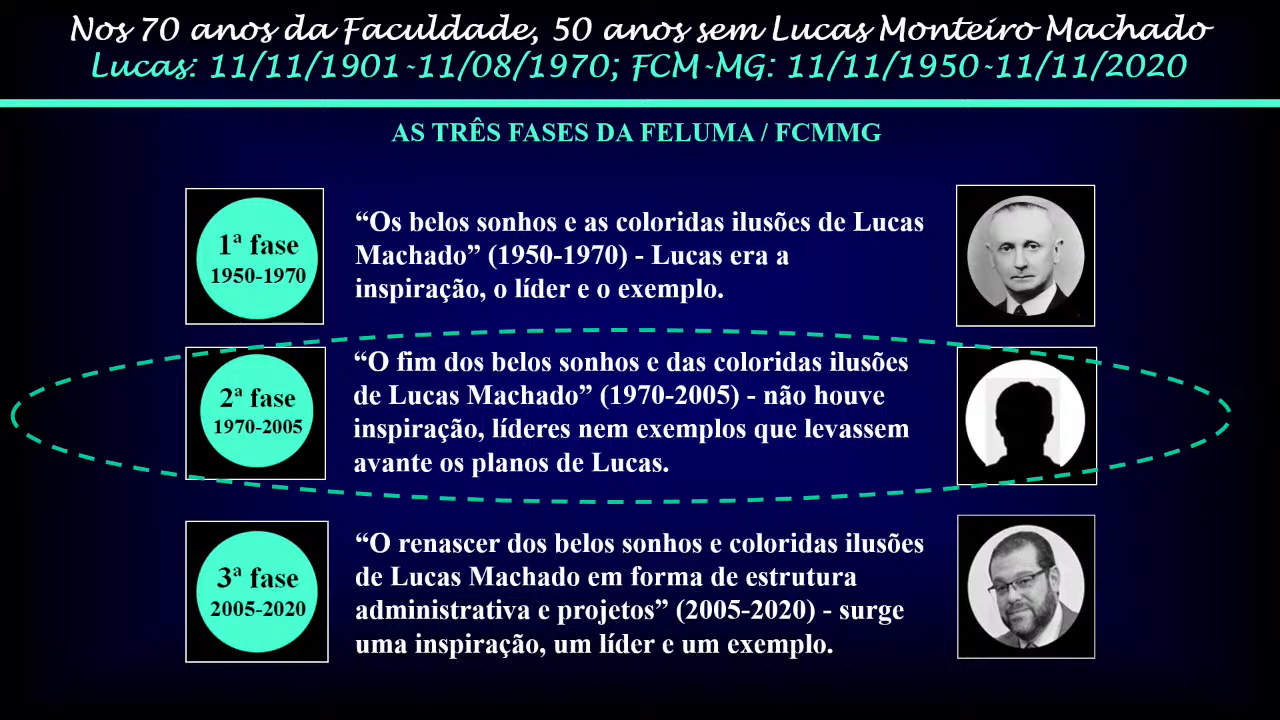 Nos 70 anos da Faculdade, 50 anos sem Lucas Monteiro Machado
Lucas: 11/11/1901-11/08/1970; FCM-MG: 11/11/1950-11/11/2020
AS TRÊS FASES DA FELUMA / FCMMG
1ª fase
1950-1970
“Os belos sonhos e as coloridas ilusões de Lucas
Machado” (1950-1970) - Lucas era a
inspiração, o líder e o exemplo.
2ª fase
1970-2005
“O fim dos belos sonhos e das coloridas ilusões
de Lucas Machado” (1970-2005) - não houve
inspiração, líderes nem exemplos que levassem
avante os planos de Lucas.
3ª fase
2005-2020
“O renascer dos belos sonhos e coloridas ilusões
de Lucas Machado em forma de estrutura
administrativa e projetos” (2005-2020) - surge
uma inspiração, um líder e um exemplo.